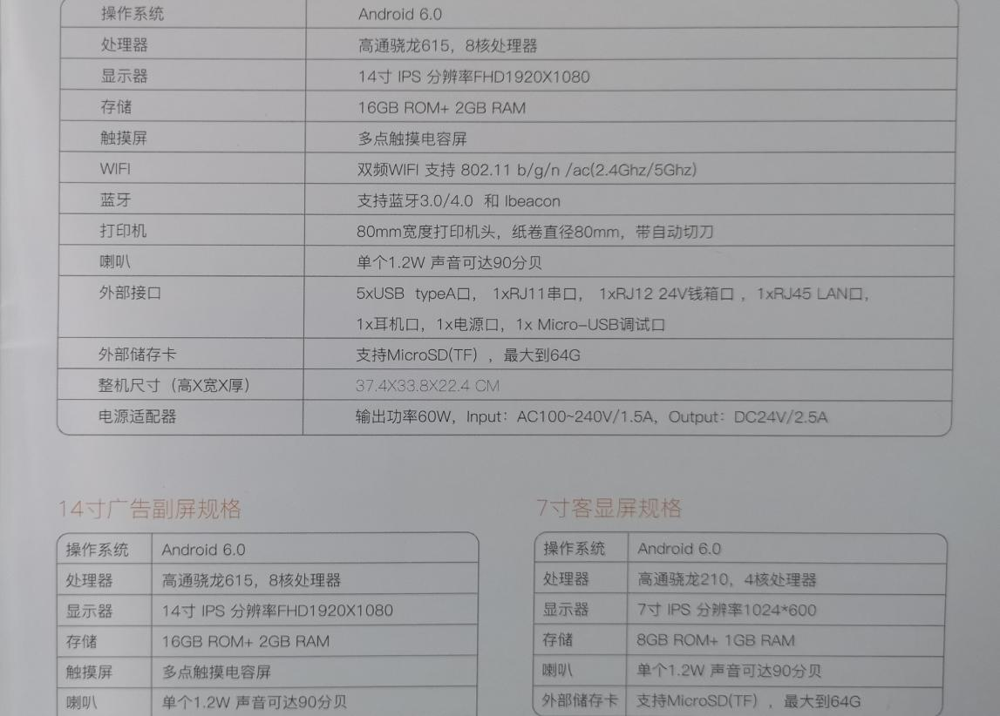 操作系统 Android 6.0
处理器 高通骁龙615，8核处理器
显示器 14寸 IPS 分辨率FHD1920X1080
存储 16GB ROM+ 2GB RAM
触摸屏 多点触摸电容屏
WIFI 双频WIFI 支持 802.11 b/g/n /ac(2.4Ghz/5Ghz)
蓝牙 支持蓝牙3.0/4.0 和 Ibeacon
打印机 80mm宽度打印机头，纸卷直径80mm，带自动切刀
喇叭 单个1.2W 声音可达90分贝
外部接口 5xUSB typeA口， 1xRJ11串口， 1xRJ12 24V钱箱口 ，1xRJ45 LAN口，
1x耳机口，1x电源口，1x Micro-USB调试口
外部储存卡 支持MicroSD(TF) ，最大到64G
整机尺寸（高X宽X厚） 37.4X33.8X22.4 CM
电源适配器 输出功率60W，Input：AC100~240V/1.5A，Output：DC24V/2.5A
14寸广告副屏规格
操作系统 Android 6.0
处理器 高通骁龙615，8核处理器
显示器 14寸 IPS 分辨率FHD1920X1080
存储 16GB ROM+ 2GB RAM
触摸屏 多点触摸电容屏
喇叭 单个1.2W 声音可达90分贝
7寸客显屏规格
操作系统 Android 6.0
处理器 高通骁龙210，4核处理器
显示器 7寸 IPS 分辨率1024*600
存储 8GB ROM+ 1GB RAM
喇叭 单个1.2W 声音可达90分贝
外部储存卡 支持MicroSD(TF) ，最大到64G